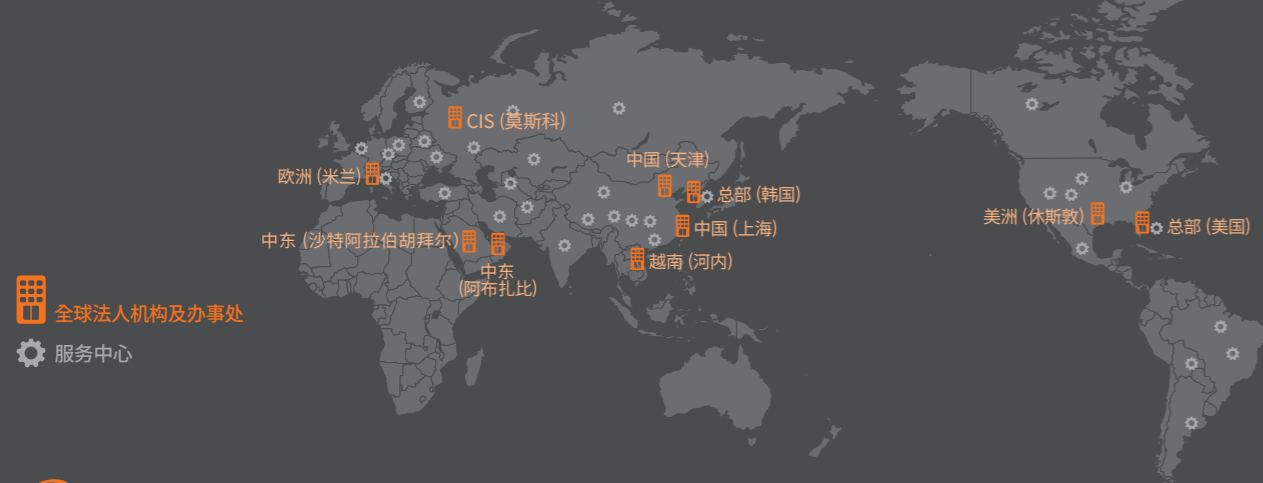 CIS (莫斯科)
中国 (天津)
欧洲 (米兰)
总部 (韩国)
美洲 (休斯敦)
总部 (美国)
中国 (上海)
中东 (沙特阿拉伯胡拜尔)
越南 (河内)
中东
(阿布扎比)
全球法人机构及办事处
服务中心